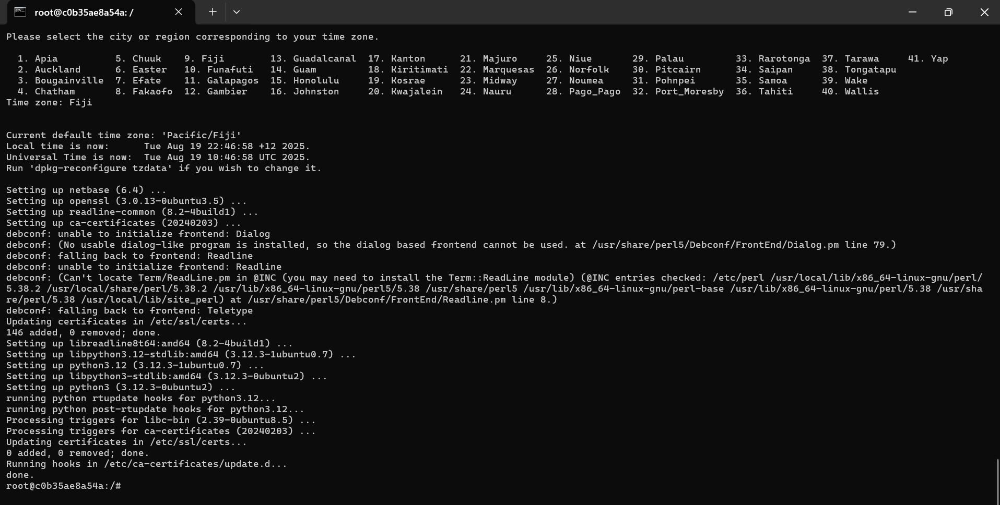 root@c0b35ae8a54a: /
Please select the city or region corresponding to your time zone.
1. Apia 5. Chuuk 9. Fiji 13. Guadalcanal 17. Kanton 21. Majuro 25. Niue 29. Palau 33. Rarotonga 37. Tarawa 41. Yap
2. Auckland 6. Easter 10. Funafuti 14. Guam 18. Kiritimati 22. Marquesas 26. Norfolk 30. Pitcairn 34. Saipan 38. Tongatapu
3. Bougainville 7. Efate 11. Galapagos 15. Honolulu 19. Kosrae 23. Midway 27. Noumea 31. Pohnpei 35. Samoa 39. Wake
4. Chatham 8. Fakaofo 12. Gambier 16. Johnston 20. Kwajalein 24. Nauru 28. Pago_Pago 32. Port_Moresby 36. Tahiti 40. Wallis
Time zone: Fiji
Current default time zone: 'Pacific/Fiji'
Local time is now:      Tue Aug 19 22:46:58 +12 2025.
Universal Time is now:  Tue Aug 19 10:46:58 UTC 2025.
Run 'dpkg-reconfigure tzdata' if you wish to change it.
Setting up netbase (6.4) ...
Setting up openssl (3.0.13-0ubuntu3.5) ...
Setting up readline-common (8.2-4build1) ...
Setting up ca-certificates (20240203) ...
debconf: unable to initialize frontend: Dialog
debconf: (No usable dialog-like program is installed, so the dialog based frontend cannot be used. at /usr/share/perl5/Debconf/FrontEnd/Dialog.pm line 79.)
debconf: falling back to frontend: Readline
debconf: unable to initialize frontend: Readline
debconf: (Can't locate Term/ReadLine.pm in @INC (you may need to install the Term::ReadLine module) (@INC entries checked: /etc/perl /usr/local/lib/x86_64-linux-gnu/perl/
5.38.2 /usr/local/share/perl/5.38.2 /usr/lib/x86_64-linux-gnu/perl5/5.38 /usr/share/perl5 /usr/lib/x86_64-linux-gnu/perl-base /usr/lib/x86_64-linux-gnu/perl/5.38 /usr/sha
re/perl/5.38 /usr/local/lib/site_perl) at /usr/share/perl5/Debconf/FrontEnd/Readline.pm line 8.)
debconf: falling back to frontend: Teletype
Updating certificates in /etc/ssl/certs...
146 added, 0 removed; done.
Setting up libreadline8t64:amd64 (8.2-4build1) ...
Setting up libpython3.12-stdlib:amd64 (3.12.3-1ubuntu0.7) ...
Setting up python3.12 (3.12.3-1ubuntu0.7) ...
Setting up libpython3-stdlib:amd64 (3.12.3-0ubuntu2) ...
Setting up python3 (3.12.3-0ubuntu2) ...
running python rtupdate hooks for python3.12...
running python post-rtupdate hooks for python3.12...
Processing triggers for libc-bin (2.39-0ubuntu8.5) ...
Processing triggers for ca-certificates (20240203) ...
Updating certificates in /etc/ssl/certs...
0 added, 0 removed; done.
Running hooks in /etc/ca-certificates/update.d...
done.
root@c0b35ae8a54a:/#